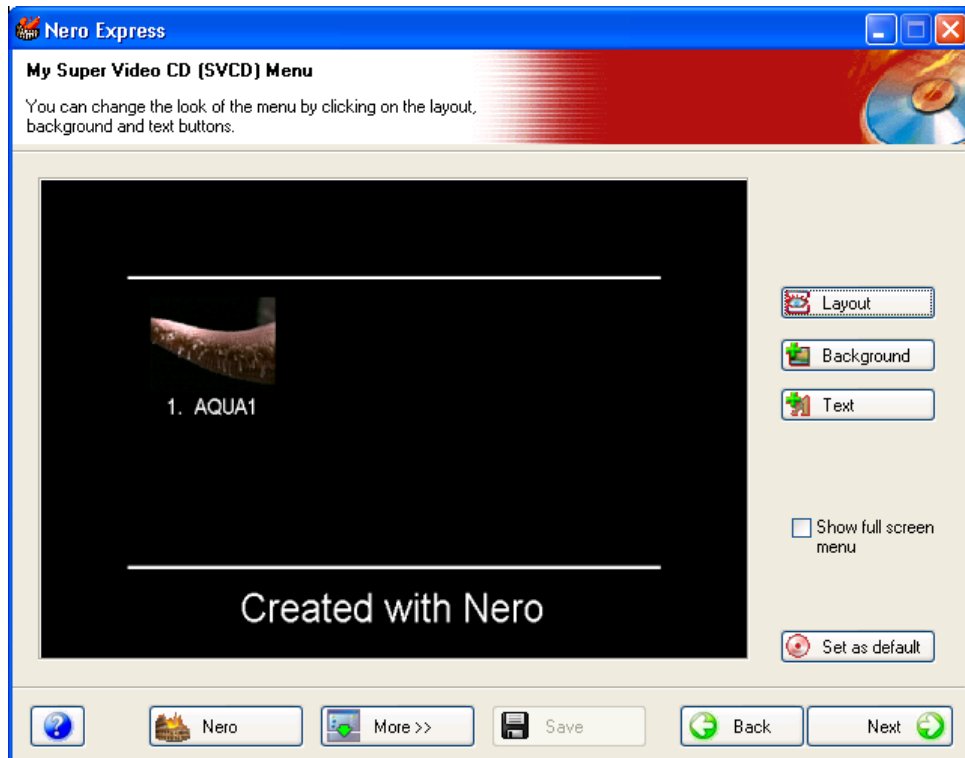 Nero Express
My Super Video CD (SVCD) Menu
You can change the look of the menu by clicking on the layout,
background and text buttons.
1. AQUA1
Created with Nero
Layout
Background
Text
Show full screen
menu
Set as default
?
Nero
More >>
Save
Back
Next